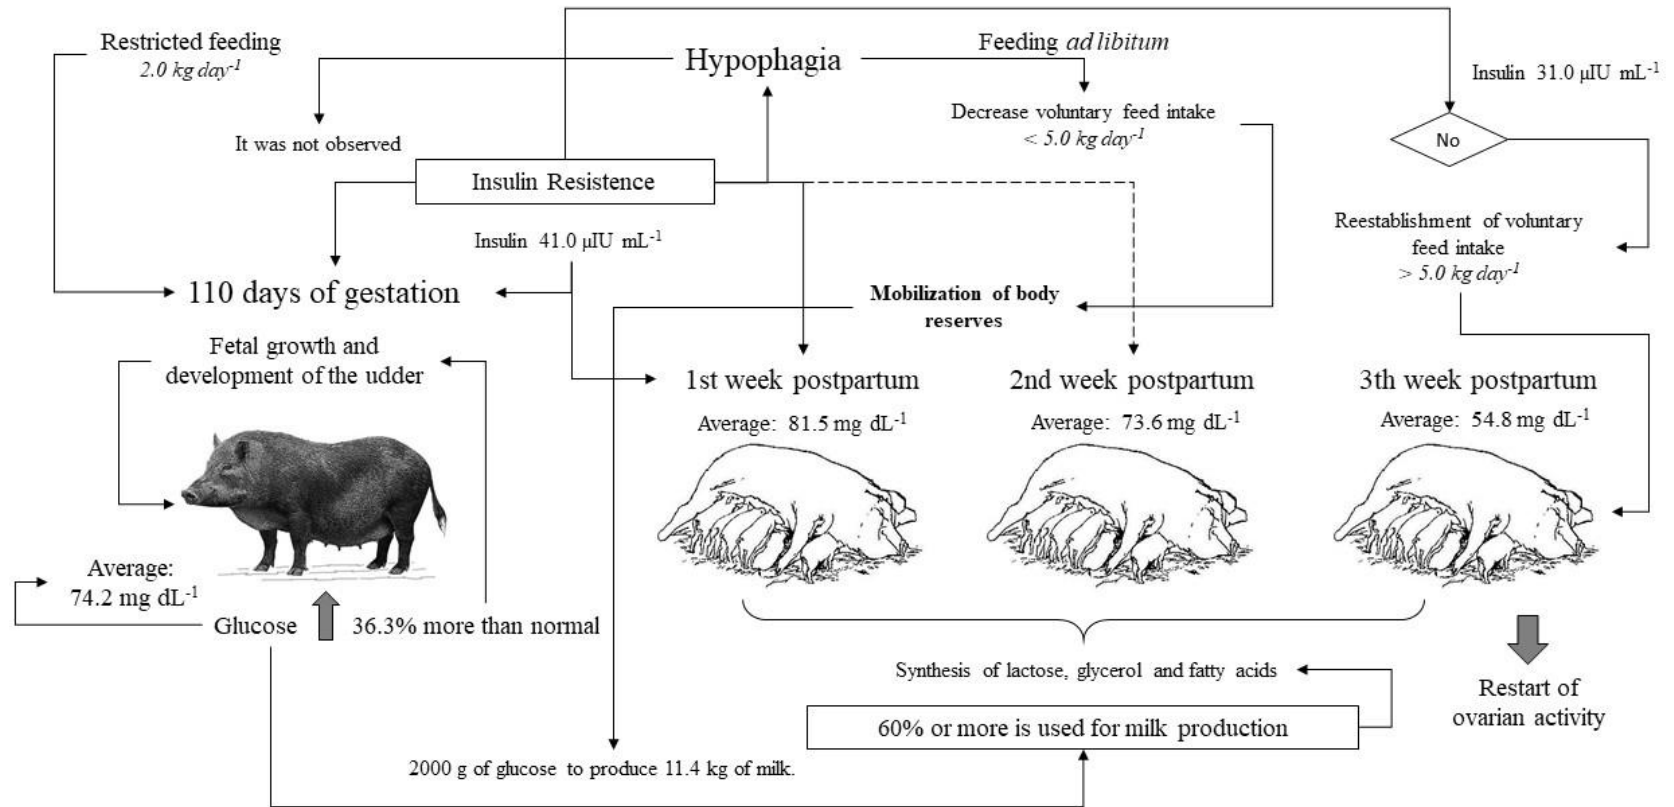 Restricted feeding
2.0 kg day-1
Hypophagia
Feeding ad libitum
Insulin 31.0 µIU mL-1
It was not observed
Decrease voluntary feed intake
< 5.0 kg day-1
No
Insulin Resistence
Insulin 41.0 µIU mL-1
Reestablishment of voluntary
feed intake
> 5.0 kg day-1
110 days of gestation
Mobilization of body
reserves
Fetal growth and
development of the udder
1st week postpartum
Average: 81.5 mg dL-1
2nd week postpartum
Average: 73.6 mg dL-1
3th week postpartum
Average: 54.8 mg dL-1
Average:
74.2 mg dL-1
Glucose
36.3% more than normal
Synthesis of lactose, glycerol and fatty acids
60% or more is used for milk production
Restart of
ovarian activity
2000 g of glucose to produce 11.4 kg of milk.